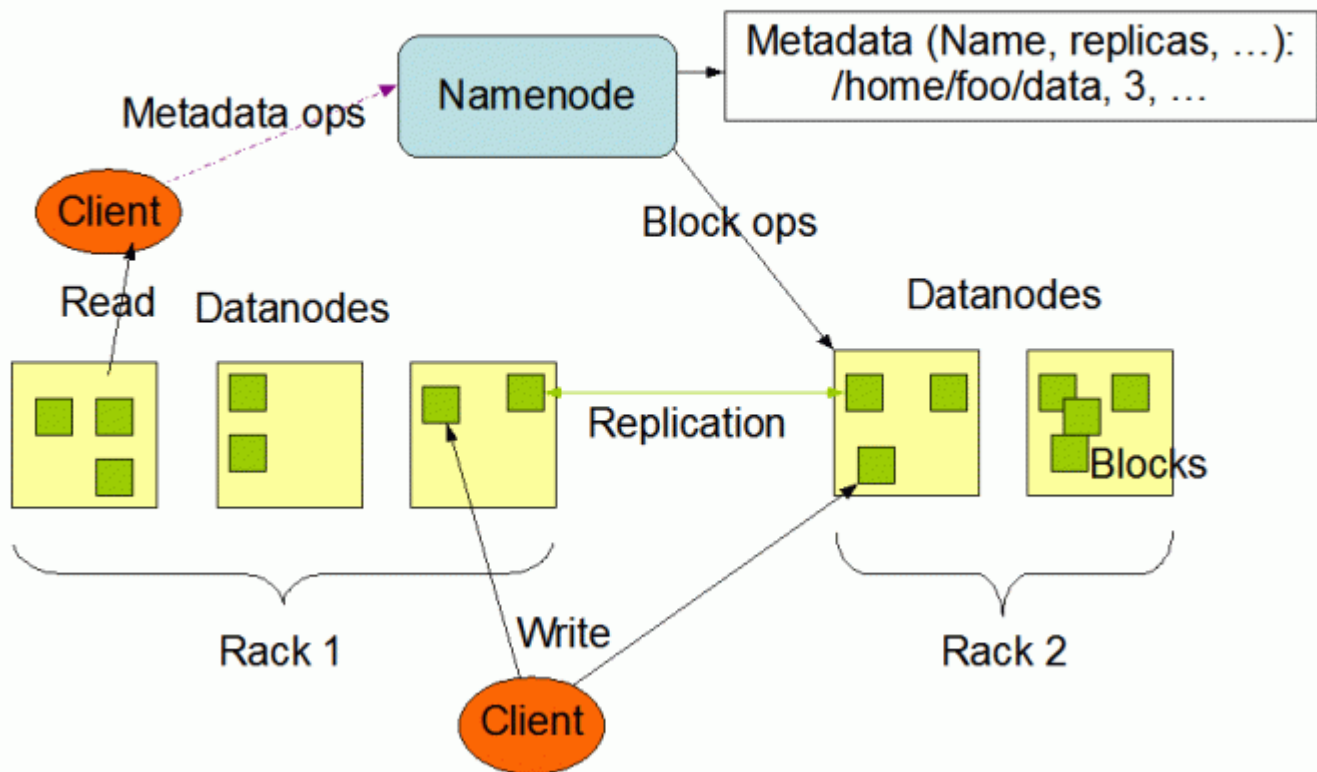 Metadata (Name, replicas, …):
/home/foo/data, 3, …
Namenode
Metadata ops
Client
Block ops
Read
Datanodes
Datanodes
Replication
Blocks
Rack 1
Write
Rack 2
Client